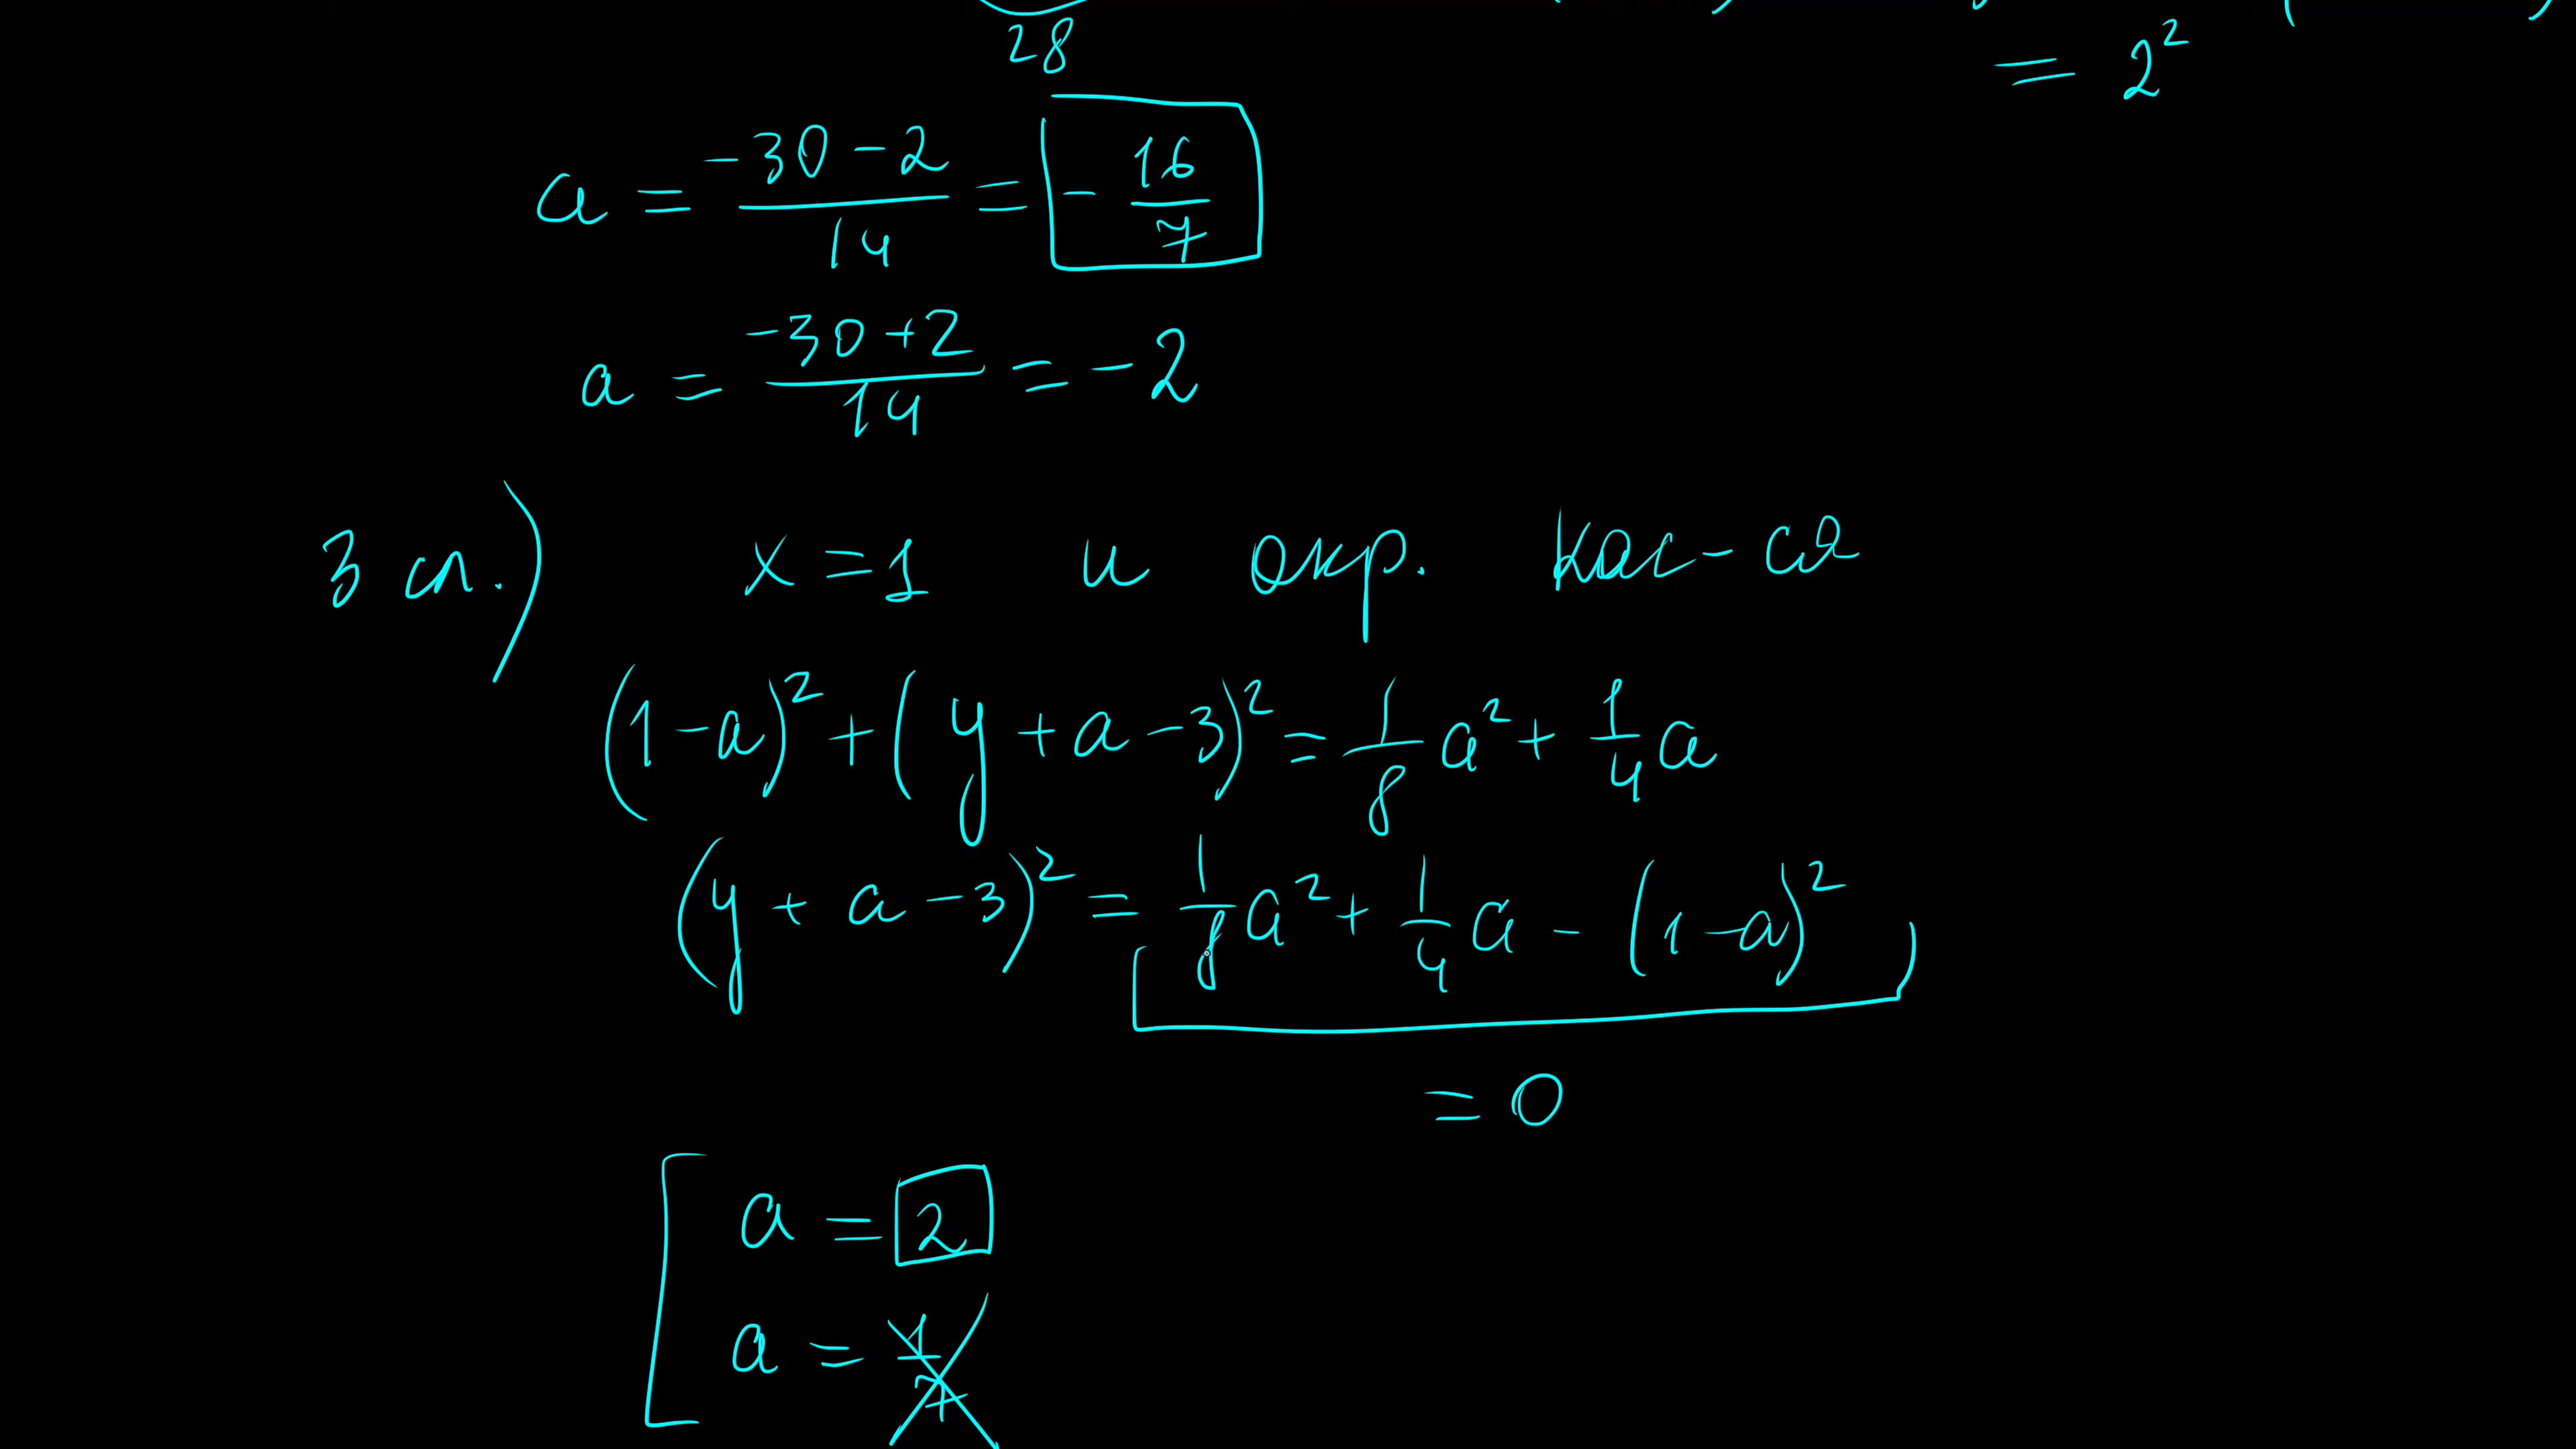 28
= 2²
a = (-30 - 2)/14 = - 16/7
a = (-30 + 2)/14 = -2
3 сл.) x = 1 и окр. кас-ся
(1 - a)² + (y + a - 3)² = 1/8 a² + 1/4 a
(y + a - 3)² = 1/8 a² + 1/4 a - (1 - a)²
= 0
a = 2
a = 4/7